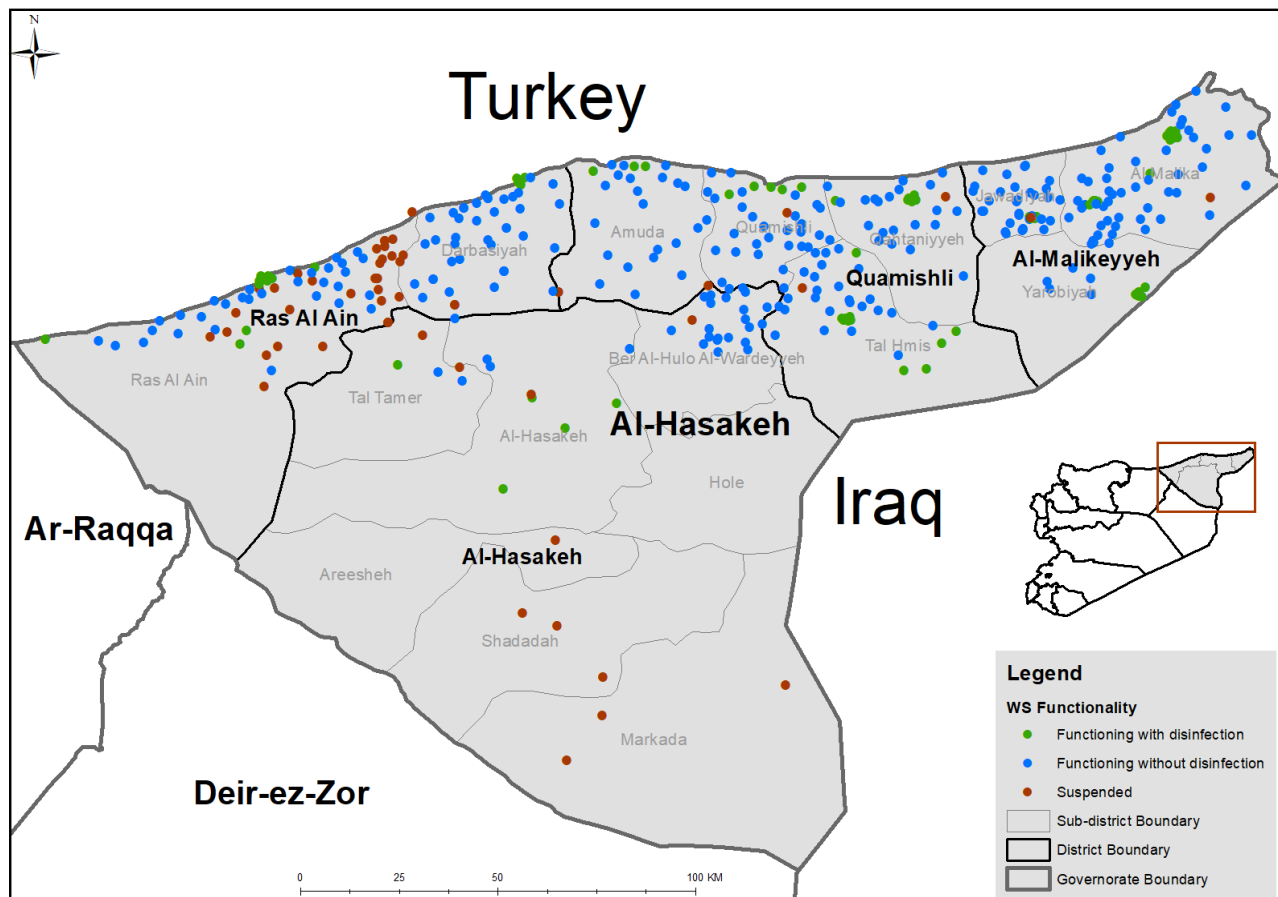 N
Turkey
Al Malika
Jawadiyah
Quamishli
Qahtaniyyeh
Amuda
Darbasiyah
Al-Malikeyyeh
Quamishli
Yarobiyah
Ras Al Ain
Tal Hmis
Ber Al-Hulo Al-Wardeyyeh
Ras Al Ain
Tal Tamer
Al-Hasakeh
Al-Hasakeh
Hole
Iraq
Ar-Raqqa
Al-Hasakeh
Areesheh
Shadadah
Markada
Deir-ez-Zor
Legend
WS Functionality
Functioning with disinfection
Functioning without disinfection
Suspended
Sub-district Boundary
District Boundary
Governorate Boundary
0 25 50 100 KM